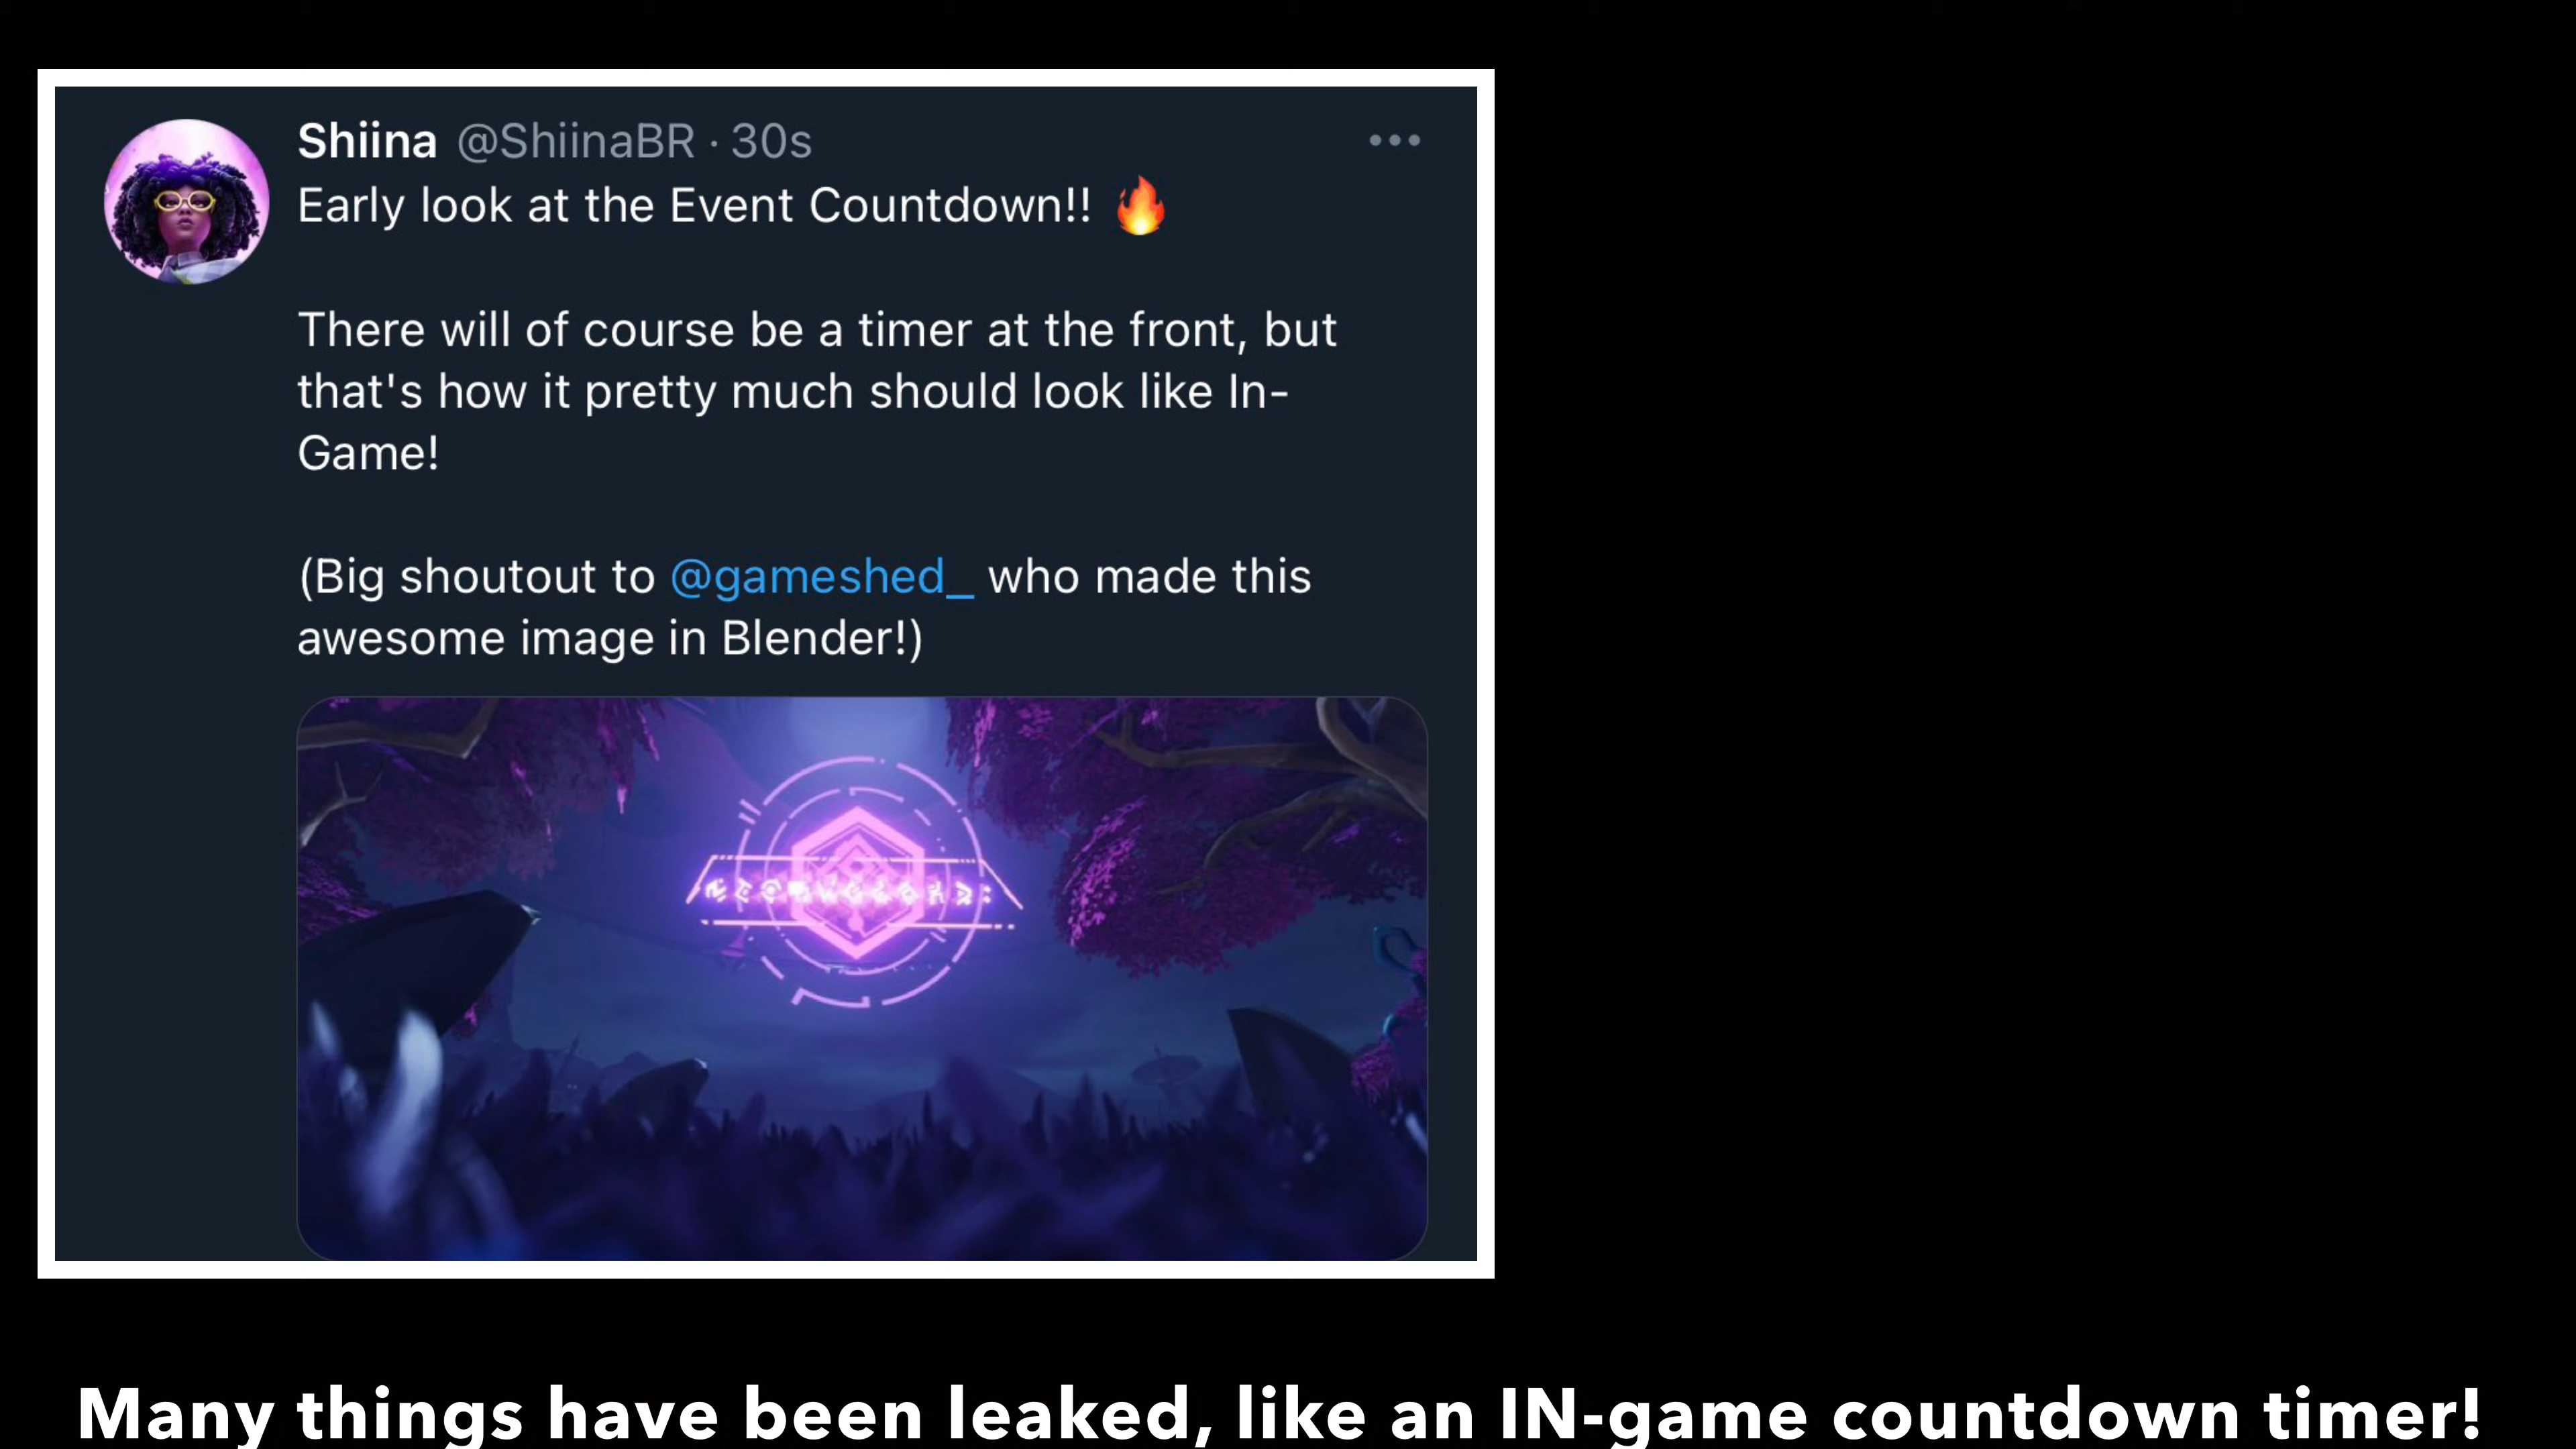 Shiina @ShiinaBR · 30s
Early look at the Event Countdown!! 🔥
There will of course be a timer at the front, but
that's how it pretty much should look like In-
Game!
(Big shoutout to @gameshed_ who made this
awesome image in Blender!)
Many things have been leaked, like an IN-game countdown timer!